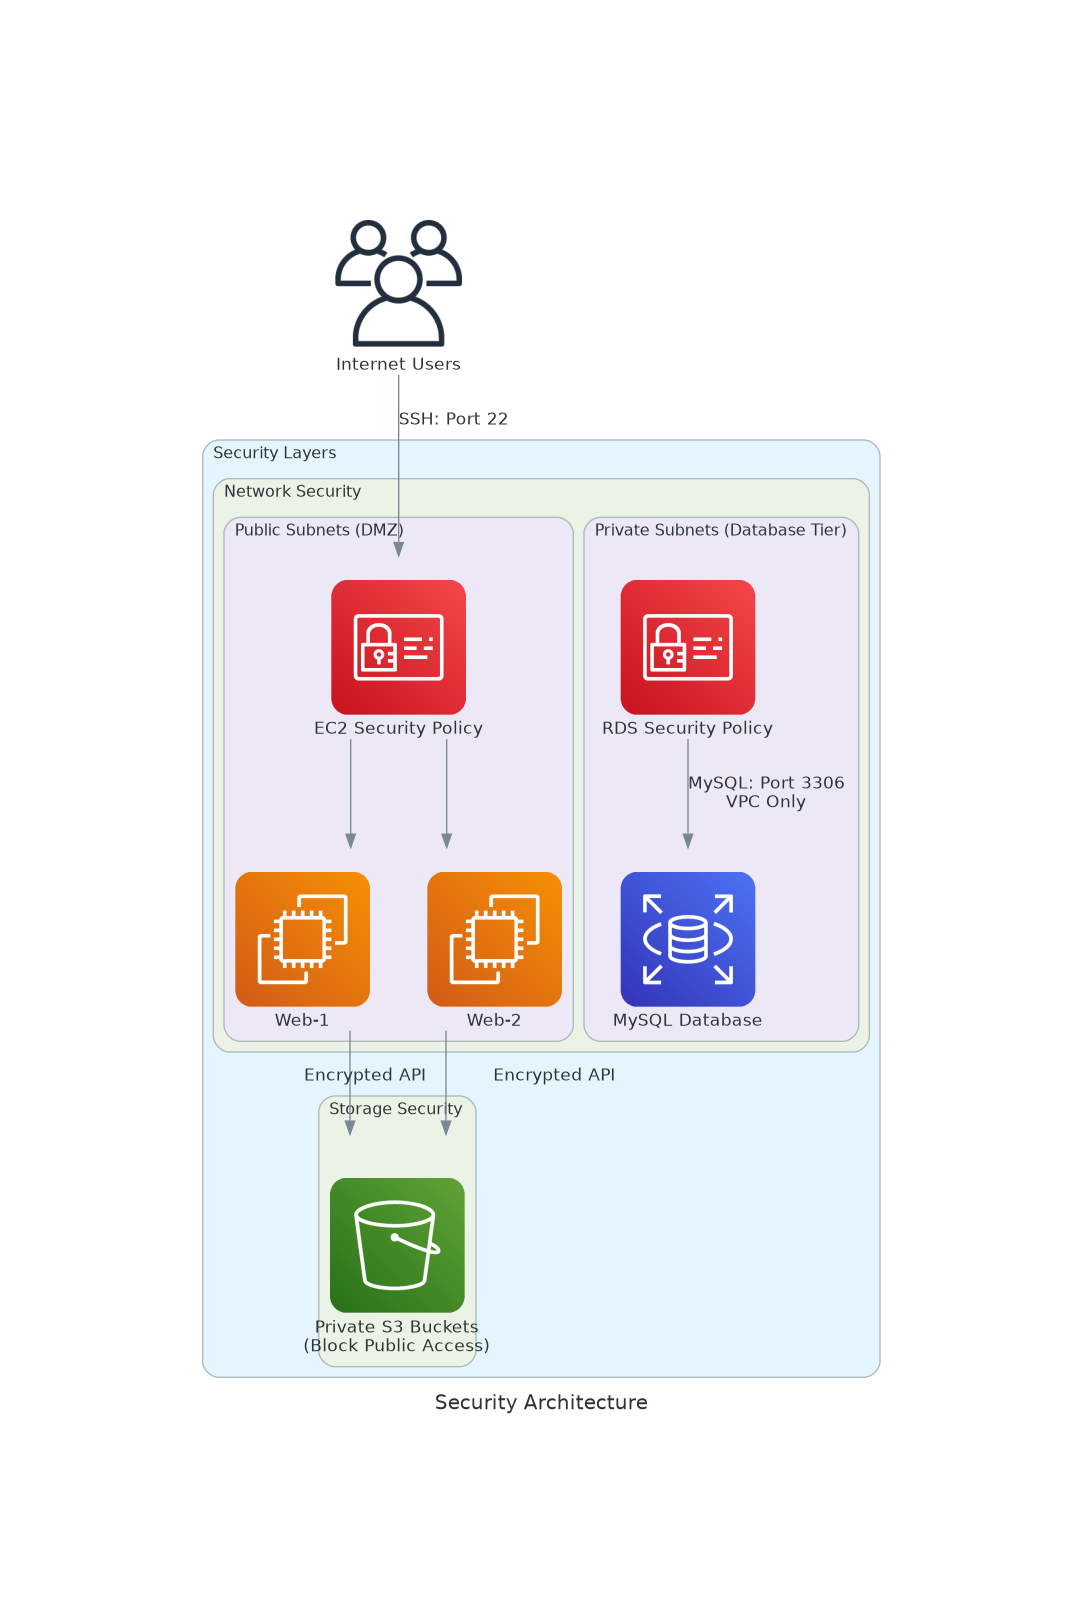 Internet Users
SSH: Port 22
Security Layers
Network Security
Public Subnets (DMZ)
Private Subnets (Database Tier)
EC2 Security Policy
RDS Security Policy
MySQL: Port 3306
VPC Only
Web-1
Web-2
MySQL Database
Encrypted API
Encrypted API
Storage Security
Private S3 Buckets
(Block Public Access)
Security Architecture